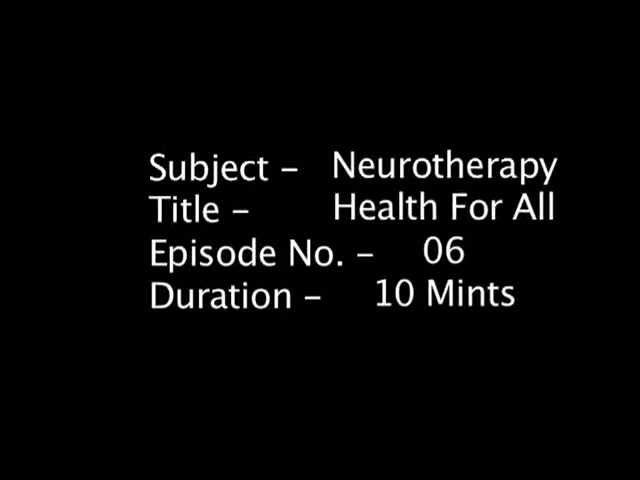 Subject – Neurotherapy
Title – Health For All
Episode No. – 06
Duration – 10 Mints